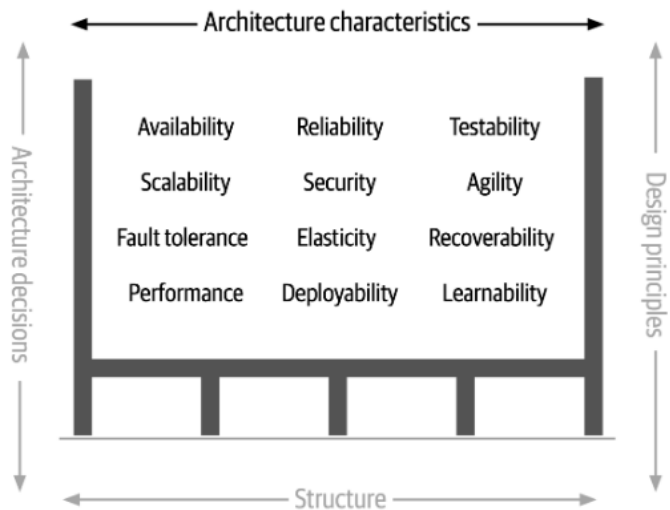 Architecture characteristics
Architecture decisions
Availability Reliability Testability
Scalability Security Agility
Fault tolerance Elasticity Recoverability
Performance Deployability Learnability
Design principles
Structure